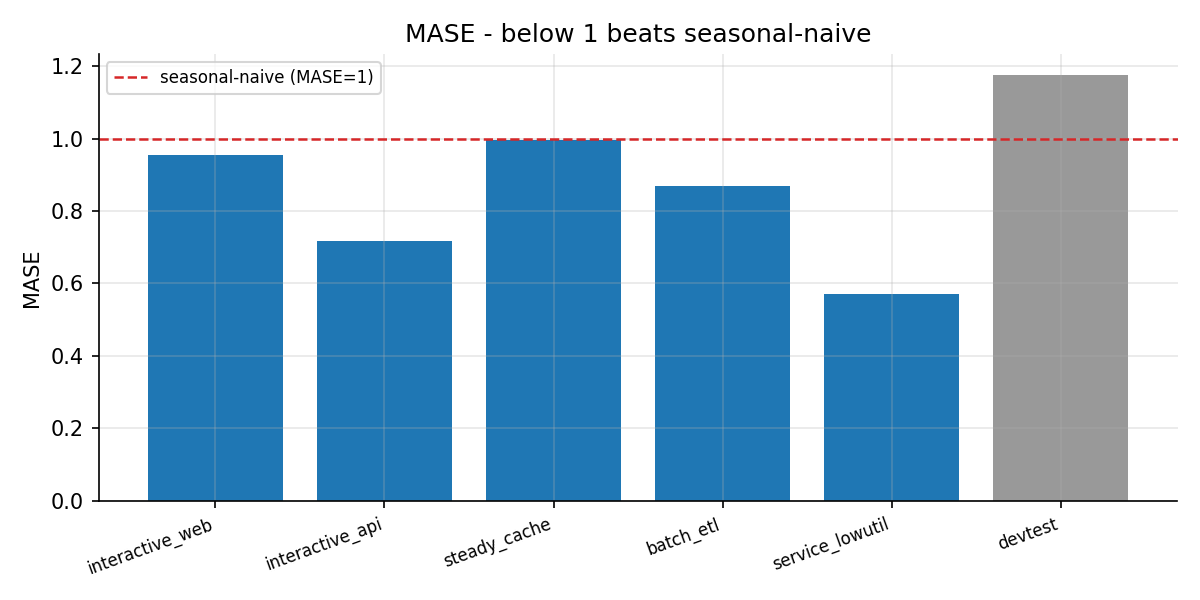 MASE - below 1 beats seasonal-naive
seasonal-naive (MASE=1)
MASE
1.2
1.0
0.8
0.6
0.4
0.2
0.0
interactive_web
interactive_api
steady_cache
batch_etl
service_lowutil
devtest